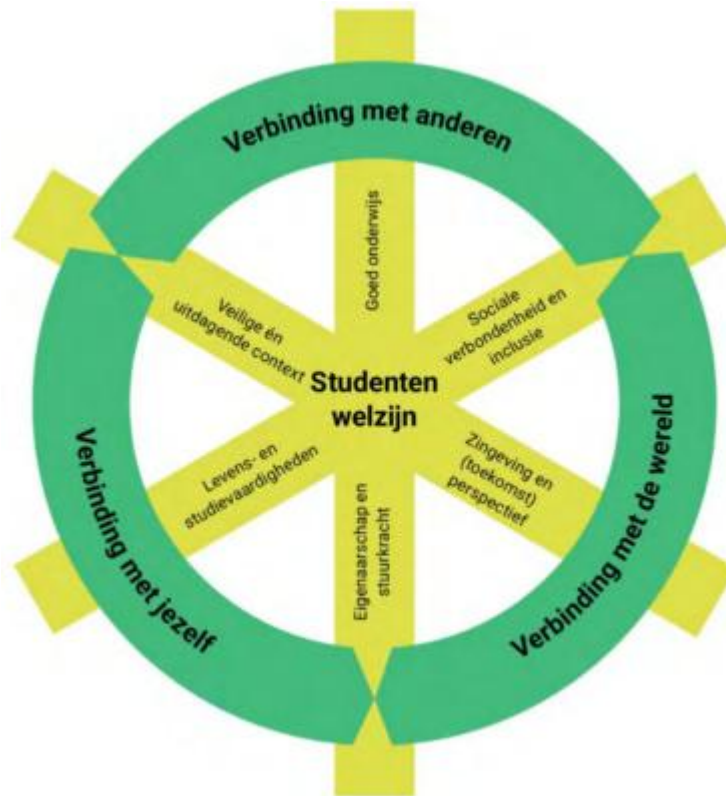 Verbinding met anderen
Goed onderwijs
Veilige én
uitdagende context
Sociale
verbondenheid en
inclusie
Studenten
welzijn
Levens- en
studievaardigheden
Zingeving en
(toekomst)
perspectief
Eigenaarschap en
stuurkracht
Verbinding met jezelf
Verbinding met de wereld